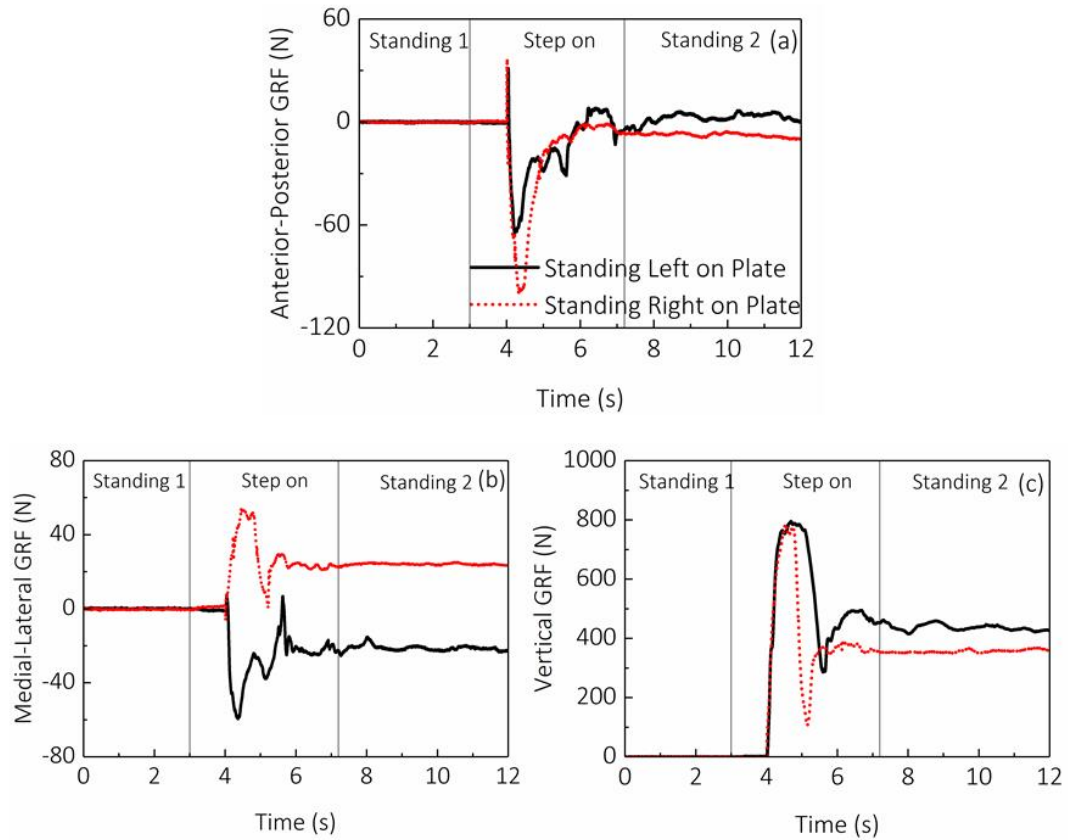 60
Standing 1
Step on
Standing 2 (a)
0
-60
-120
Anterior-Posterior GRF (N)
Standing Left on Plate
Standing Right on Plate
0 2 4 6 8 10 12
Time (s)
80
Standing 1
Step on
Standing 2 (b)
40
0
-40
-80
Medial-Lateral GRF (N)
0 2 4 6 8 10 12
Time (s)
1000
Standing 1
Step on
Standing 2 (c)
800
600
400
200
0
Vertical GRF (N)
0 2 4 6 8 10 12
Time (s)